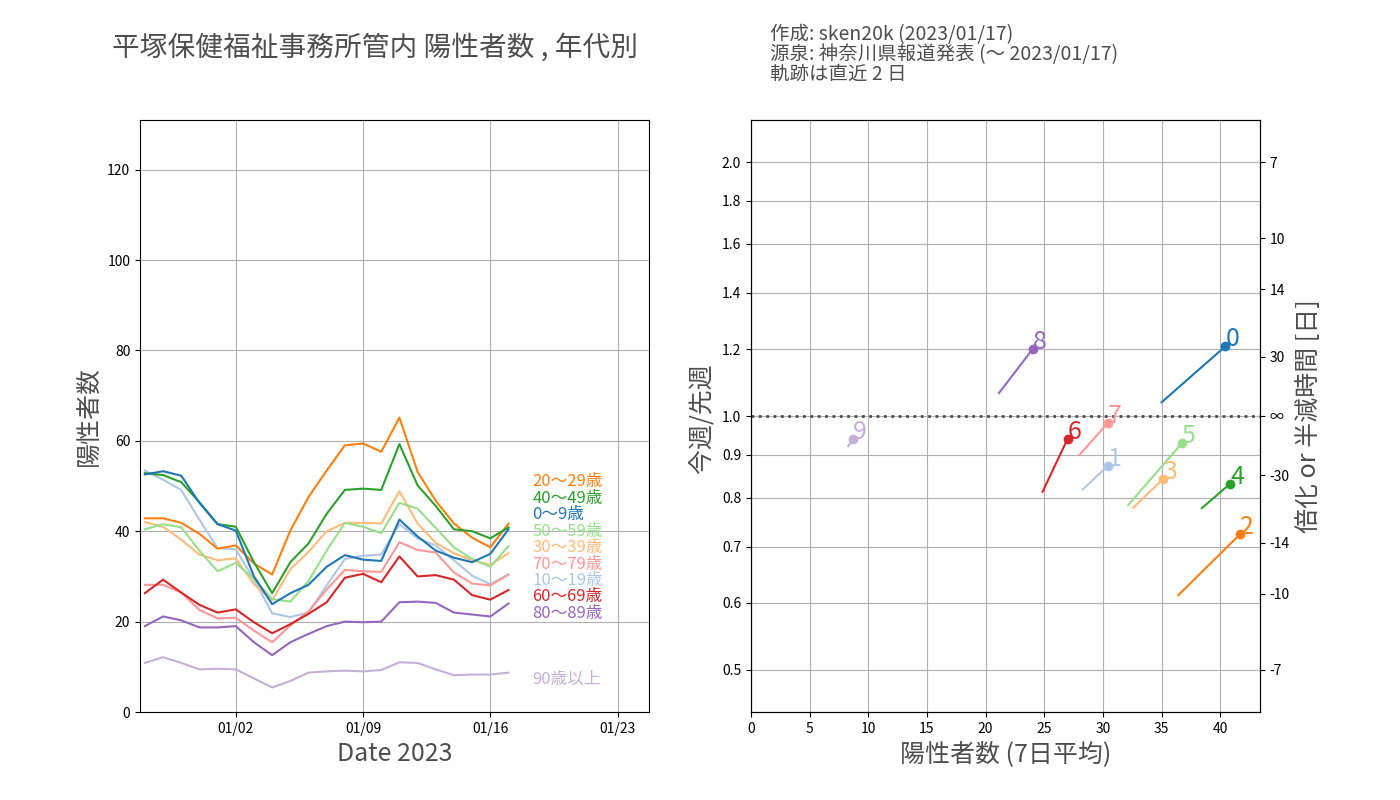 平塚保健福祉事務所管内 陽性者数 , 年代別
作成: sken20k (2023/01/17)
源泉: 神奈川県報道発表 (〜 2023/01/17)
軌跡は直近 2 日
120
100
80
60
40
20
0
陽性者数
20〜29歳
40〜49歳
0〜9歳
50〜59歳
30〜39歳
70〜79歳
10〜19歳
60〜69歳
80〜89歳
90歳以上
01/02
01/09
01/16
01/23
Date 2023
2.0
1.8
1.6
1.4
1.2
1.0
0.9
0.8
0.7
0.6
0.5
今週/先週
8
0
7
9
6
5
1
3
4
2
7
10
14
30
∞
-30
-14
-10
-7
倍化 or 半減時間 [日]
0
5
10
15
20
25
30
35
40
陽性者数 (7日平均)